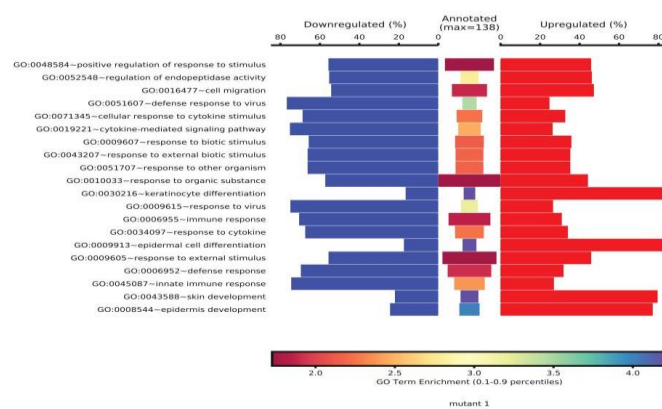 Downregulated (%) Annotated (max=138) Upregulated (%)
80 60 40 20 0 0 20 40 60 80
GO:0048584~positive regulation of response to stimulus
GO:0052548~regulation of endopeptidase activity
GO:0016477~cell migration
GO:0051607~defense response to virus
GO:0071345~cellular response to cytokine stimulus
GO:0019221~cytokine-mediated signaling pathway
GO:0009607~response to biotic stimulus
GO:0043207~response to external biotic stimulus
GO:0051707~response to other organism
GO:0010033~response to organic substance
GO:0030216~keratinocyte differentiation
GO:0009615~response to virus
GO:0006955~immune response
GO:0034097~response to cytokine
GO:0009913~epidermal cell differentiation
GO:0009605~response to external stimulus
GO:0006952~defense response
GO:0045087~innate immune response
GO:0043588~skin development
GO:0008544~epidermis development
2.0 2.5 3.0 3.5 4.0
GO Term Enrichment (0.1-0.9 percentiles)
mutant 1